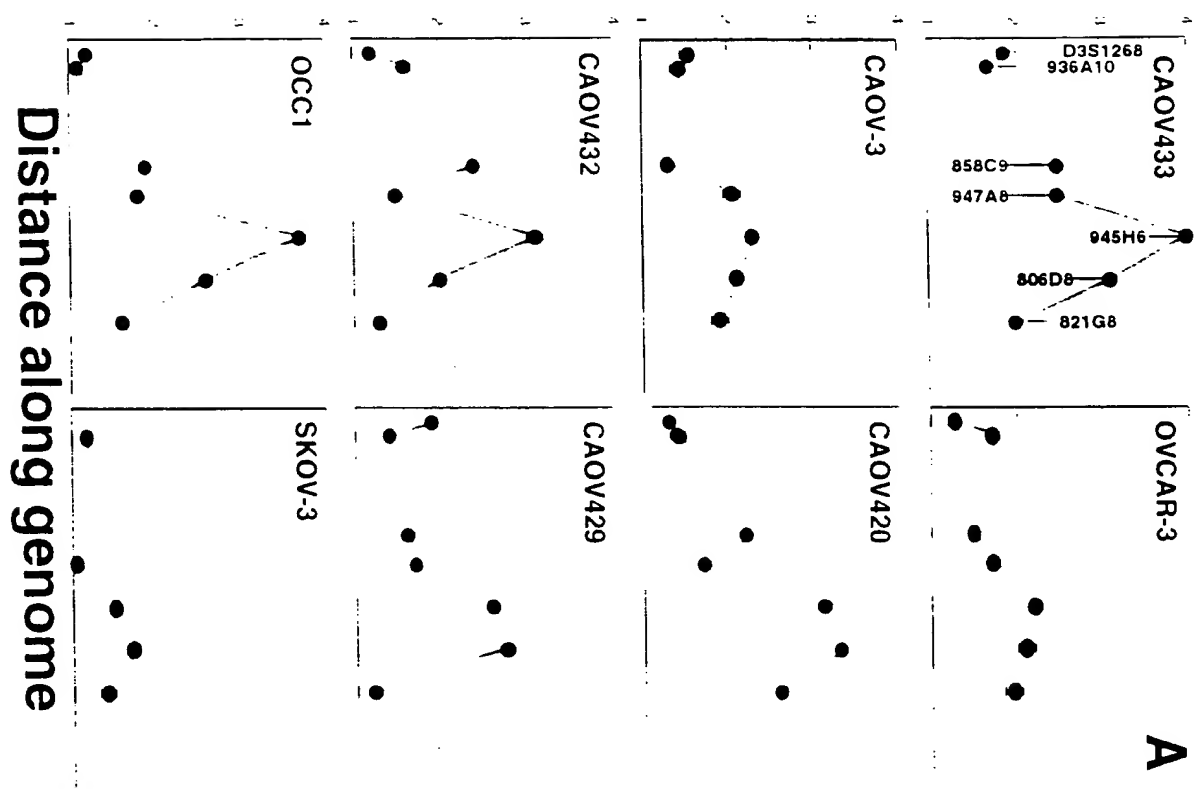 A
CAOV433
D3S1268
936A10
858C9
947A8
945H6
806D8
821G8
OVCAR-3
CAOV-3
CAOV420
CAOV432
CAOV429
OCC1
SKOV-3
Distance along genome